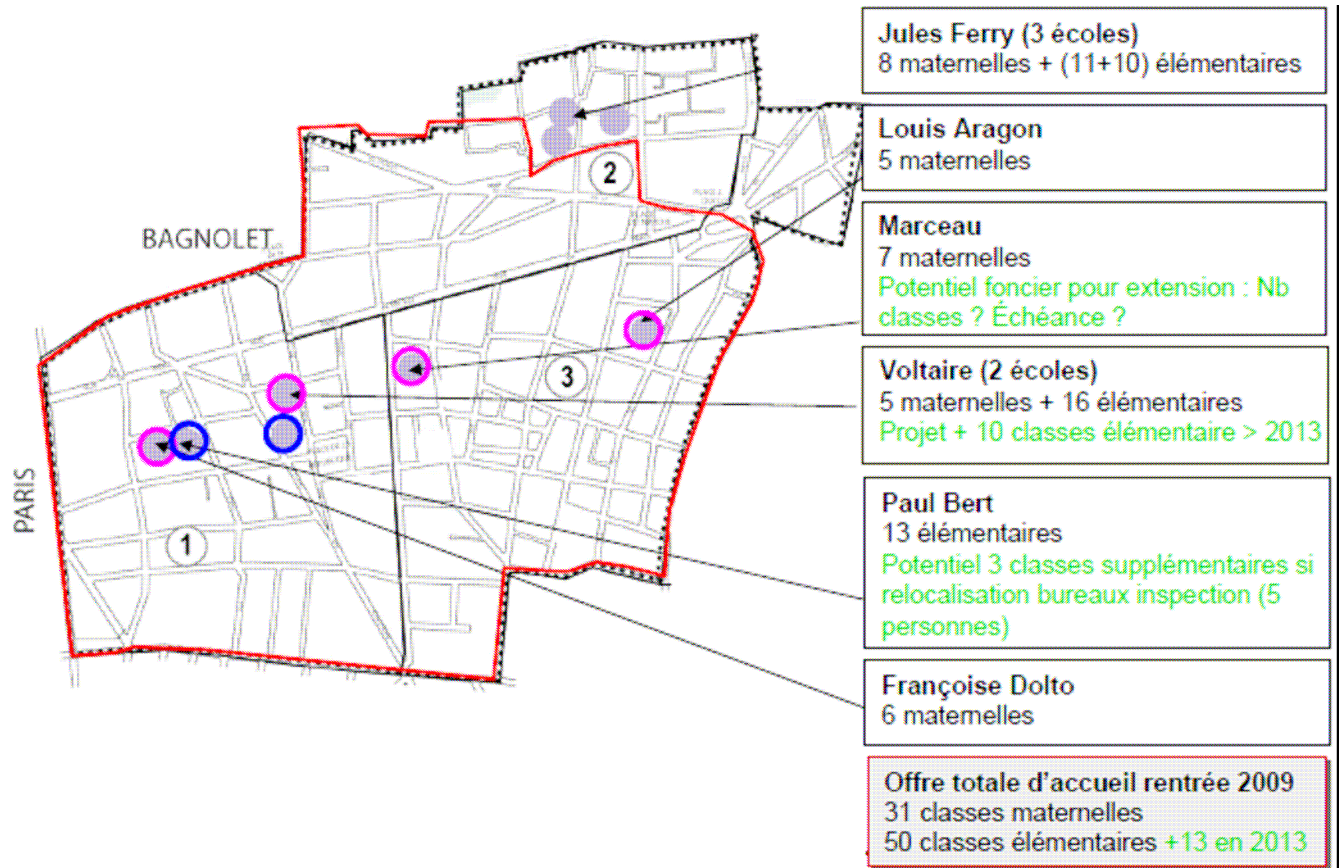 Jules Ferry (3 écoles)
8 maternelles + (11+10) élémentaires
Louis Aragon
5 maternelles
Marceau
7 maternelles
Potentiel foncier pour extension : Nb
classes ? Échéance ?
Voltaire (2 écoles)
5 maternelles + 16 élémentaires
Projet + 10 classes élémentaire > 2013
Paul Bert
13 élémentaires
Potentiel 3 classes supplémentaires si
relocalisation bureaux inspection (5
personnes)
Françoise Dolto
6 maternelles
Offre totale d'accueil rentrée 2009
31 classes maternelles
50 classes élémentaires +13 en 2013
BAGNOLET
PARIS
1
2
3